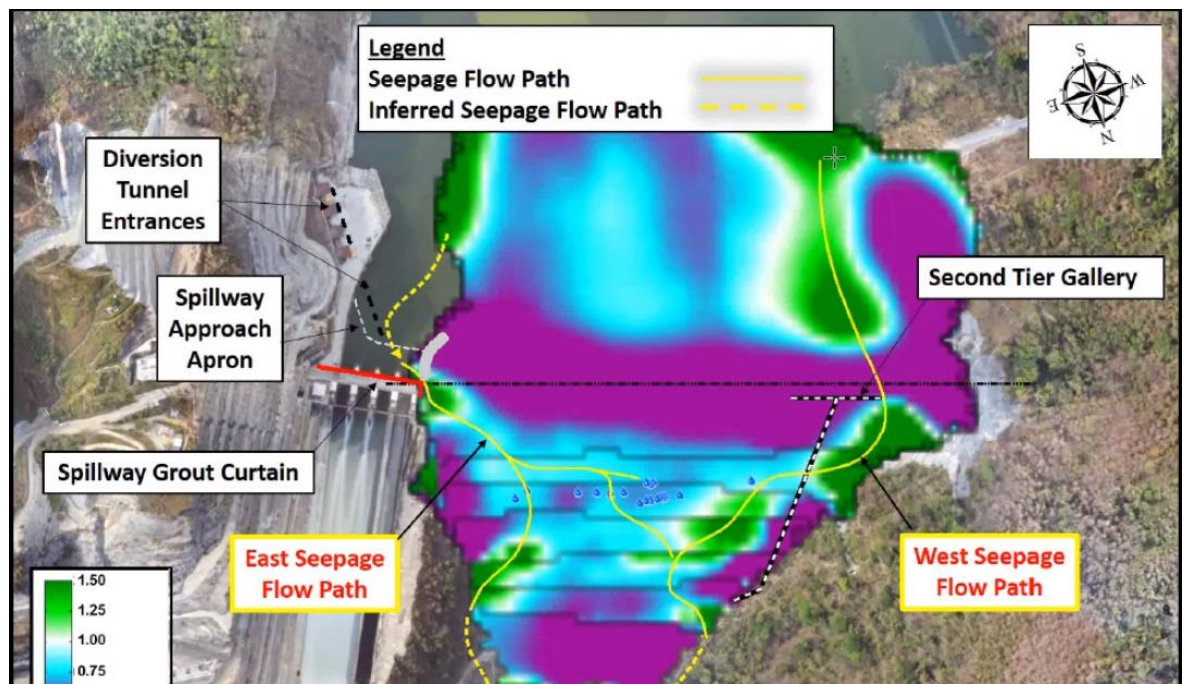 Legend
Seepage Flow Path
Inferred Seepage Flow Path
S
W
E
N
Diversion
Tunnel
Entrances
Second Tier Gallery
Spillway
Approach
Apron
Spillway Grout Curtain
East Seepage
Flow Path
West Seepage
Flow Path
1.50
1.25
1.00
0.75